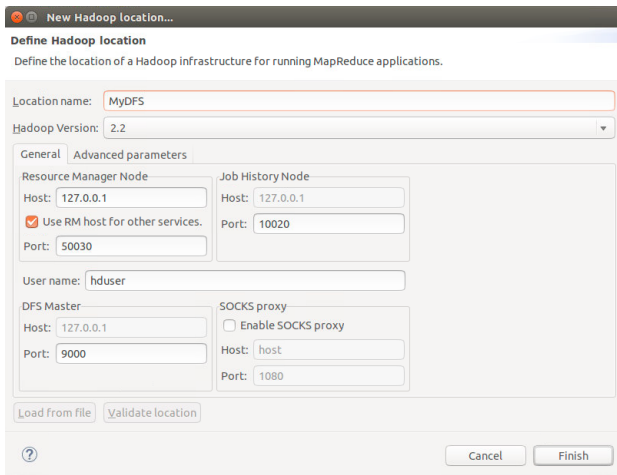 New Hadoop location...
Define Hadoop location
Define the location of a Hadoop infrastructure for running MapReduce applications.
Location name: MyDFS
Hadoop Version: 2.2
General Advanced parameters
Resource Manager Node
Host: 127.0.0.1
Use RM host for other services.
Port: 50030
Job History Node
Host: 127.0.0.1
Port: 10020
User name: hduser
DFS Master
Host: 127.0.0.1
Port: 9000
SOCKS proxy
Enable SOCKS proxy
Host: host
Port: 1080
Load from file Validate location
? Cancel Finish